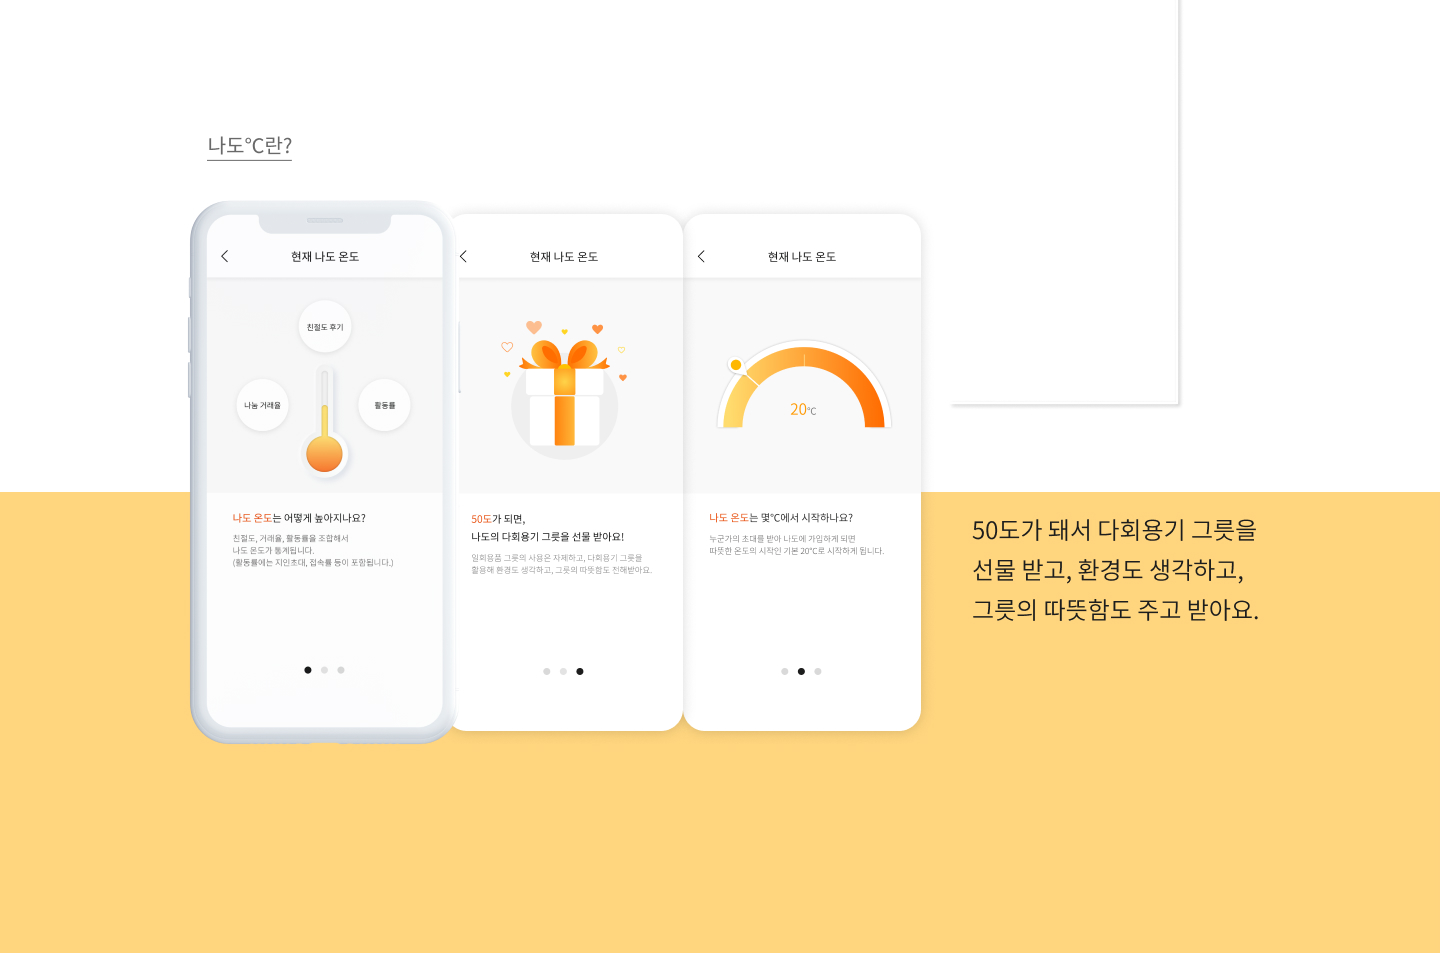 나도℃란?
현재 나도 온도
친절도 후기
나눔 거래율
활동률
나도 온도는 어떻게 높아지나요?
친절도, 거래율, 활동률을 조합해서
나도 온도가 통계됩니다.
(활동률에는 지인초대, 접속률 등이 포함됩니다.)
현재 나도 온도
50도가 되면,
나도의 다회용기 그릇을 선물 받아요!
일회용품 그릇의 사용은 자제하고, 다회용기 그릇을
활용해 환경도 생각하고, 그릇의 따뜻함도 전해받아요.
현재 나도 온도
20℃
나도 온도는 몇℃에서 시작하나요?
누군가의 초대를 받아 나도에 가입하게 되면
따뜻한 온도의 시작인 기본 20℃로 시작하게 됩니다.
50도가 돼서 다회용기 그릇을
선물 받고, 환경도 생각하고,
그릇의 따뜻함도 주고 받아요.